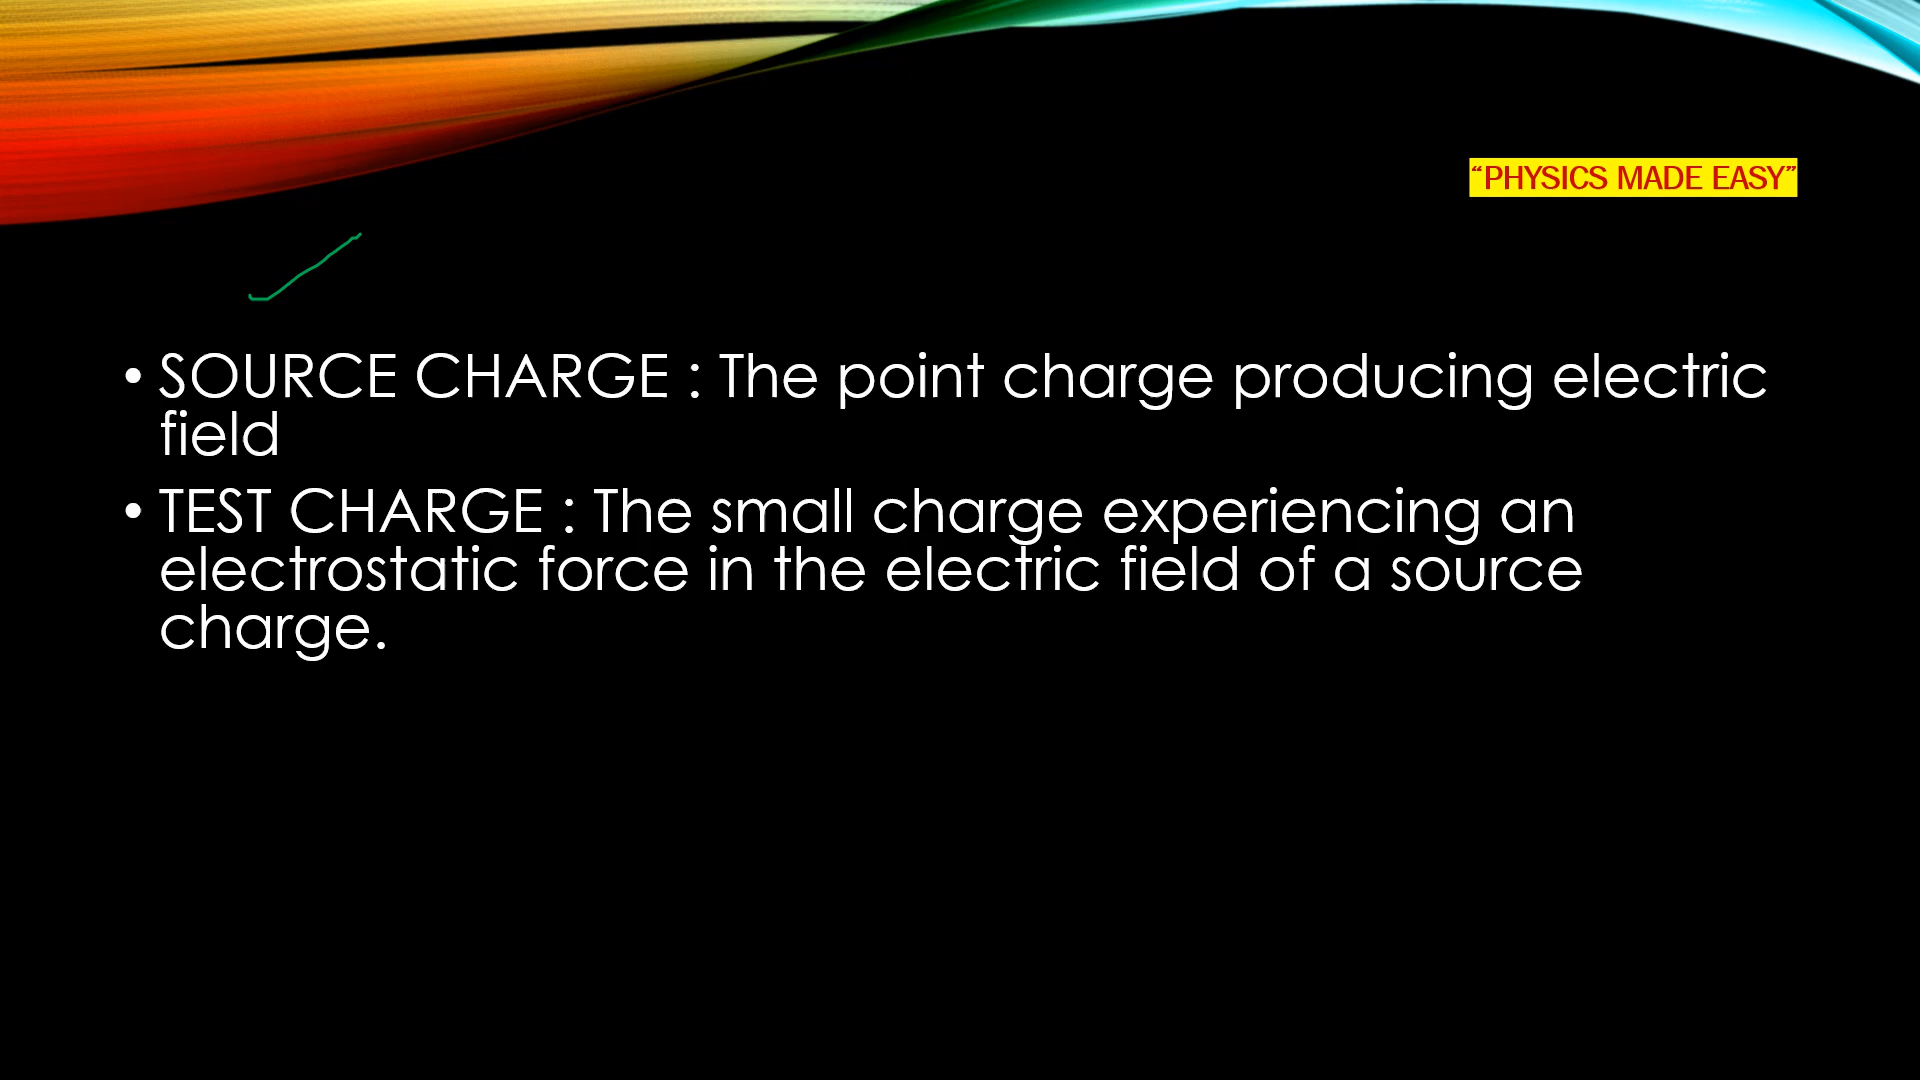 “PHYSICS MADE EASY”
• SOURCE CHARGE : The point charge producing electric
field
• TEST CHARGE : The small charge experiencing an
electrostatic force in the electric field of a source
charge.